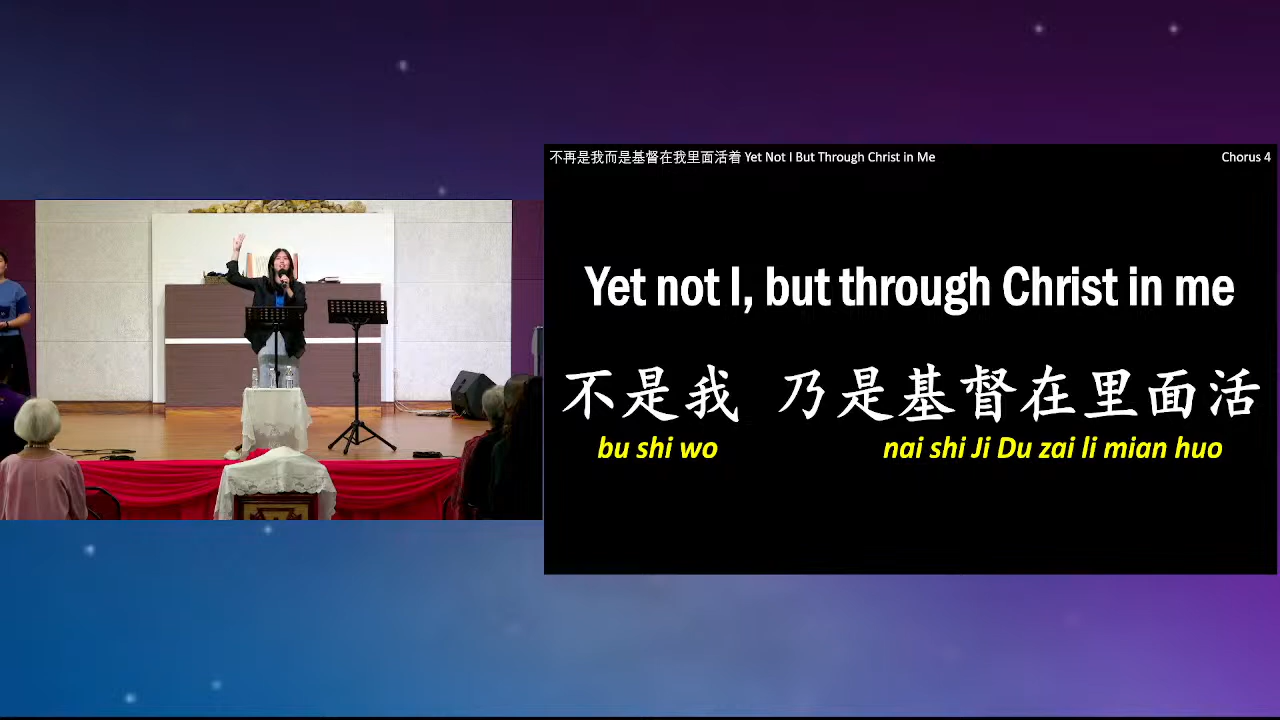 不再是我而是基督在我里面活着 Yet Not I But Through Christ in Me
Chorus 4
Yet not I, but through Christ in me
不是我 乃是基督在里面活
bu shi wo nai shi Ji Du zai li mian huo